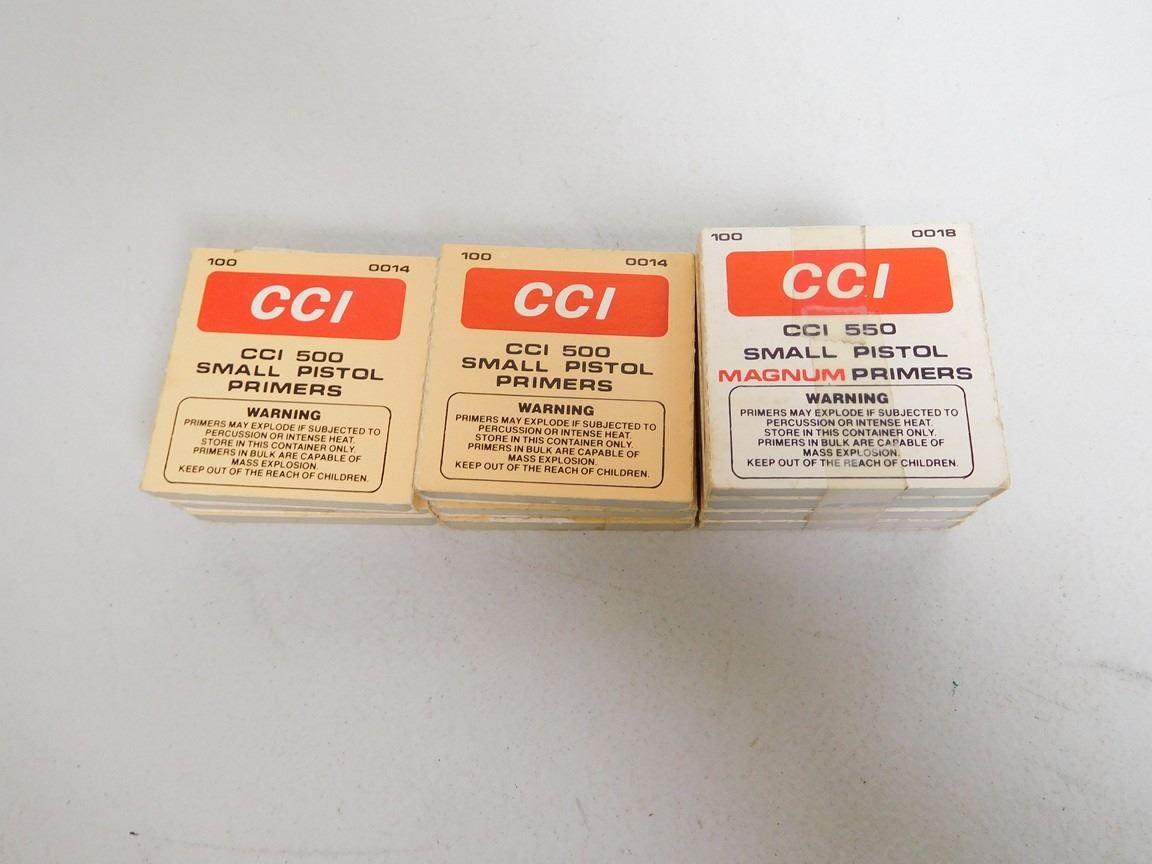 100 0014
CCI
CCI 500
SMALL PISTOL
PRIMERS
WARNING
PRIMERS MAY EXPLODE IF SUBJECTED TO
PERCUSSION OR INTENSE HEAT.
STORE IN THIS CONTAINER ONLY.
PRIMERS IN BULK ARE CAPABLE OF
MASS EXPLOSION.
KEEP OUT OF THE REACH OF CHILDREN.
100 0014
CCI
CCI 500
SMALL PISTOL
PRIMERS
WARNING
PRIMERS MAY EXPLODE IF SUBJECTED TO
PERCUSSION OR INTENSE HEAT.
STORE IN THIS CONTAINER ONLY.
PRIMERS IN BULK ARE CAPABLE OF
MASS EXPLOSION.
KEEP OUT OF THE REACH OF CHILDREN.
100 0018
CCI
CCI 550
SMALL PISTOL
MAGNUM PRIMERS
WARNING
PRIMERS MAY EXPLODE IF SUBJECTED TO
PERCUSSION OR INTENSE HEAT.
STORE IN THIS CONTAINER ONLY.
PRIMERS IN BULK ARE CAPABLE OF
MASS EXPLOSION.
KEEP OUT OF THE REACH OF CHILDREN.